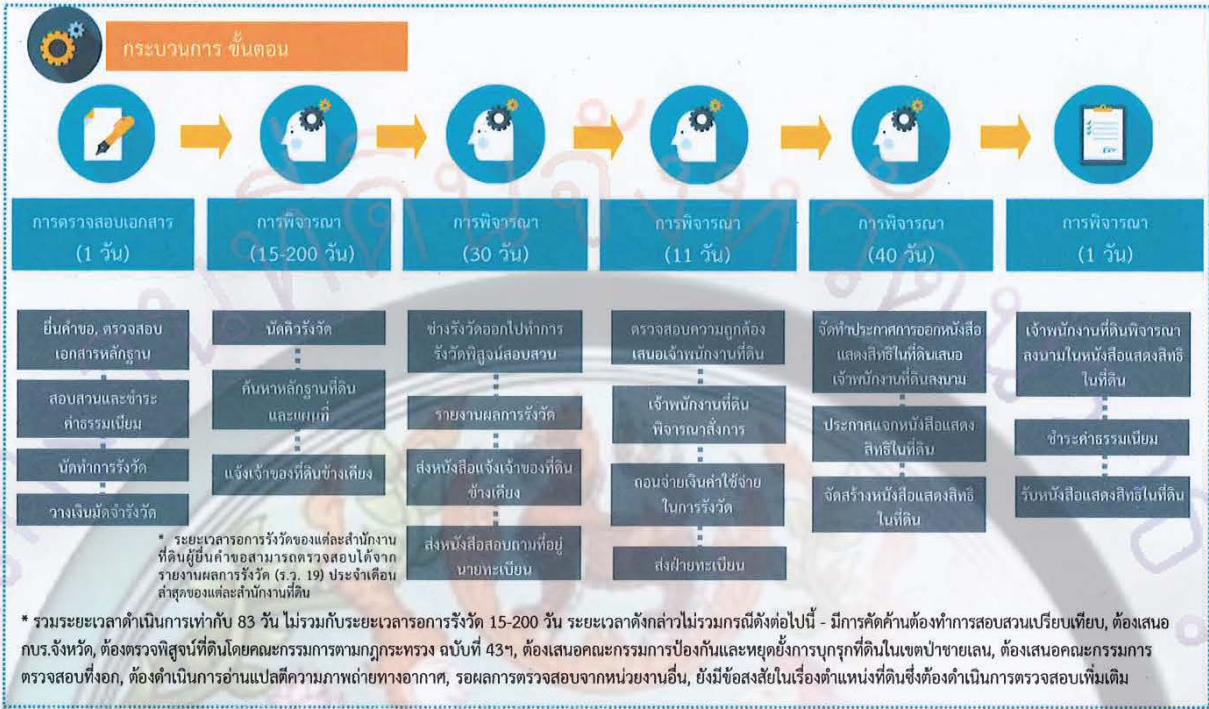 กระบวนการ ขั้นตอน
การตรวจสอบเอกสาร
(1 วัน)
ยื่นคำขอ, ตรวจสอบ
เอกสารหลักฐาน
สอบสวนและชำระ
ค่าธรรมเนียม
นัดทำการรังวัด
วางเงินมัดจำรังวัด
การพิจารณา
(15-200 วัน)
นัดคิวรังวัด
ค้นหาหลักฐานที่ดิน
และแผนที่
แจ้งเจ้าของที่ดินข้างเคียง
* ระยะเวลารอการรังวัดของแต่ละสำนักงาน
ที่ดินผู้ยื่นคำขอสามารถตรวจสอบได้จาก
รายงานผลการรังวัด (ร.ว. 19) ประจำเดือน
ล่าสุดของแต่ละสำนักงานที่ดิน
การพิจารณา
(30 วัน)
ช่างรังวัดออกไปทำการ
รังวัดพิสูจน์สอบสวน
รายงานผลการรังวัด
ส่งหนังสือแจ้งเจ้าของที่ดิน
ข้างเคียง
ส่งหนังสือสอบถามที่อยู่
นายทะเบียน
การพิจารณา
(11 วัน)
ตรวจสอบความถูกต้อง
เสนอเจ้าพนักงานที่ดิน
เจ้าพนักงานที่ดิน
พิจารณาสั่งการ
ถอนจ่ายเงินค่าใช้จ่าย
ในการรังวัด
ส่งฝ่ายทะเบียน
การพิจารณา
(40 วัน)
จัดทำประกาศการออกหนังสือ
แสดงสิทธิในที่ดินเสนอ
เจ้าพนักงานที่ดินลงนาม
ประกาศแจกหนังสือแสดง
สิทธิในที่ดิน
จัดสร้างหนังสือแสดงสิทธิ
ในที่ดิน
การพิจารณา
(1 วัน)
เจ้าพนักงานที่ดินพิจารณา
ลงนามในหนังสือแสดงสิทธิ
ในที่ดิน
ชำระค่าธรรมเนียม
รับหนังสือแสดงสิทธิในที่ดิน
* รวมระยะเวลาดำเนินการเท่ากับ 83 วัน ไม่รวมกับระยะเวลารอการรังวัด 15-200 วัน ระยะเวลาดังกล่าวไม่รวมกรณีดังต่อไปนี้ - มีการคัดค้านต้องทำการสอบสวนเปรียบเทียบ, ต้องเสนอ
กบร.จังหวัด, ต้องตรวจพิสูจน์ที่ดินโดยคณะกรรมการตามกฎกระทรวง ฉบับที่ 43ฯ, ต้องเสนอคณะกรรมการป้องกันและหยุดยั้งการบุกรุกที่ดินในเขตป่าชายเลน, ต้องเสนอคณะกรรมการ
ตรวจสอบที่งอก, ต้องดำเนินการอ่านแปลตีความภาพถ่ายทางอากาศ, รอผลการตรวจสอบจากหน่วยงานอื่น, ยังมีข้อสงสัยในเรื่องตำแหน่งที่ดินซึ่งต้องดำเนินการตรวจสอบเพิ่มเติม